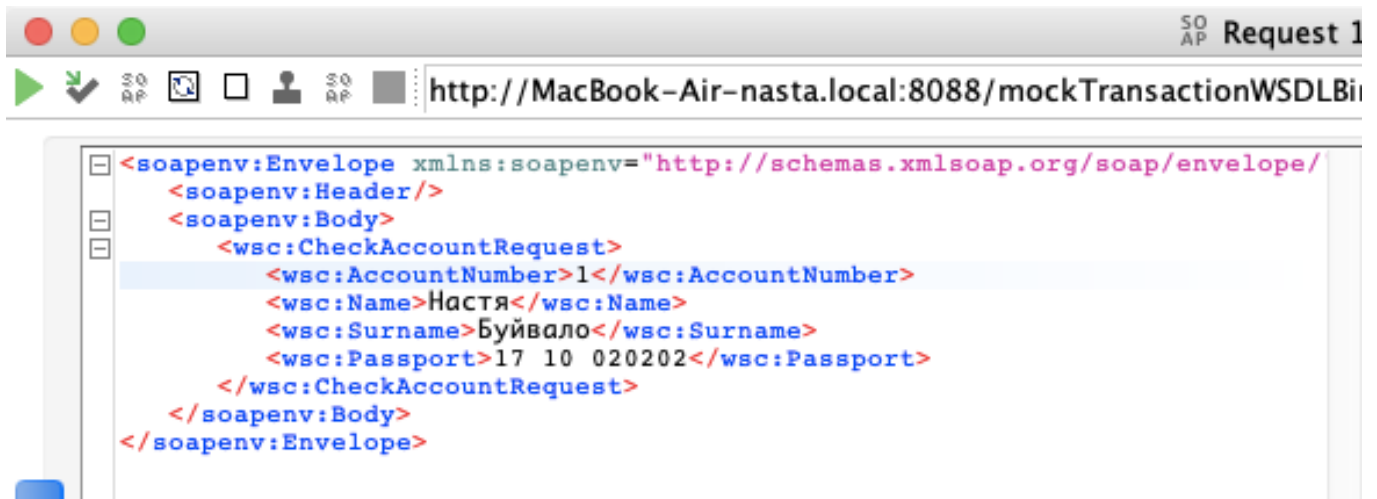 SOAP Request 1
http://MacBook-Air-nasta.local:8088/mockTransactionWSDLBi
<soapenv:Envelope xmlns:soapenv="http://schemas.xmlsoap.org/soap/envelope/
<soapenv:Header/>
<soapenv:Body>
<wsc:CheckAccountRequest>
<wsc:AccountNumber>1</wsc:AccountNumber>
<wsc:Name>Настя</wsc:Name>
<wsc:Surname>Буйвало</wsc:Surname>
<wsc:Passport>17 10 020202</wsc:Passport>
</wsc:CheckAccountRequest>
</soapenv:Body>
</soapenv:Envelope>